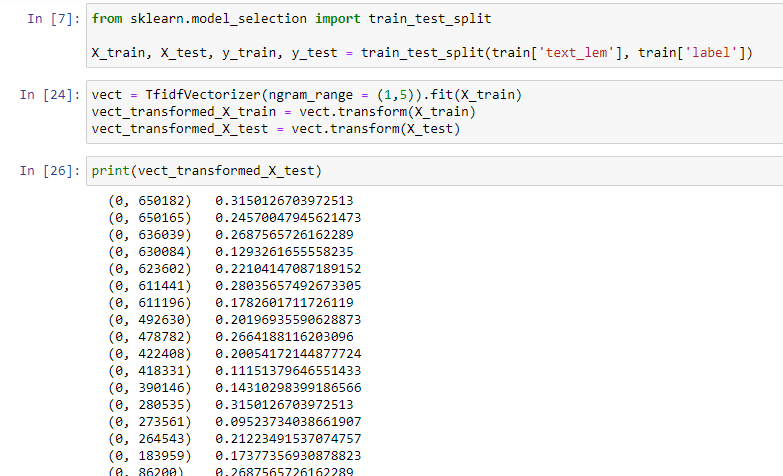 In [7]: from sklearn.model_selection import train_test_split
X_train, X_test, y_train, y_test = train_test_split(train['text_lem'], train['label'])
In [24]: vect = TfidfVectorizer(ngram_range = (1,5)).fit(X_train)
vect_transformed_X_train = vect.transform(X_train)
vect_transformed_X_test = vect.transform(X_test)
In [26]: print(vect_transformed_X_test)
(0, 650182) 0.3150126703972513
(0, 650165) 0.24570047945621473
(0, 636039) 0.2687565726162289
(0, 630084) 0.1293261655558235
(0, 623602) 0.22104147087189152
(0, 611441) 0.28035657492673305
(0, 611196) 0.1782601711726119
(0, 492630) 0.20196935590628873
(0, 478782) 0.2664188116203096
(0, 422408) 0.20054172144877724
(0, 418331) 0.11151379646551433
(0, 390146) 0.14310298399186566
(0, 280535) 0.3150126703972513
(0, 273561) 0.09523734038661907
(0, 264543) 0.21223491537074757
(0, 183959) 0.17377356930878823
(0, 86200) 0.2687565726162289